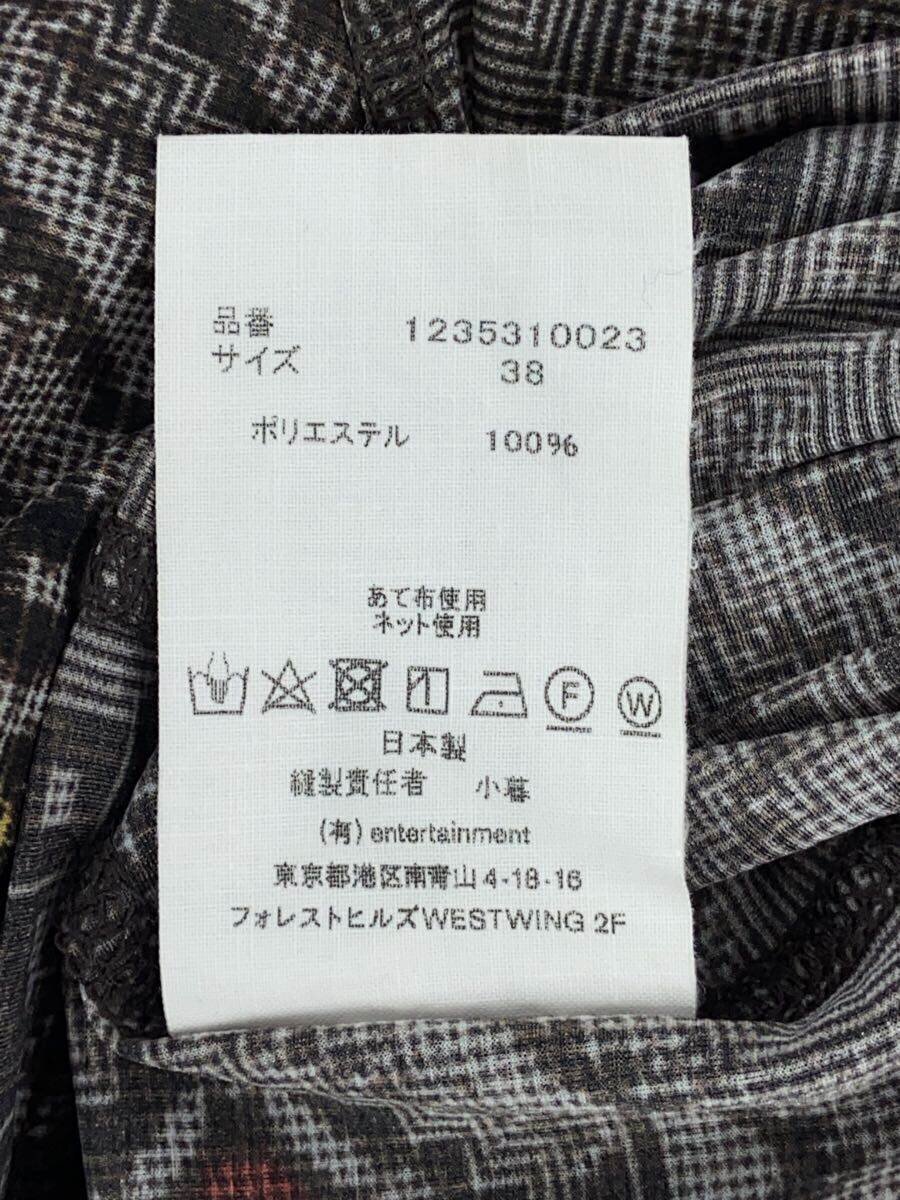 品番 1235310023
サイズ 38
ポリエステル 100%
あて布使用
ネット使用
F W
日本製
縫製責任者 小暮
(有) entertainment
東京都港区南青山4-18-16
フォレストヒルズWESTWING 2F